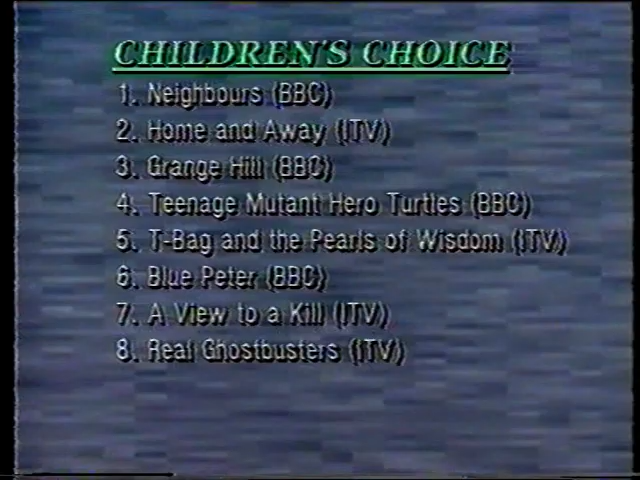 CHILDREN'S CHOICE
1. Neighbours (BBC)
2. Home and Away (ITV)
3. Grange Hill (BBC)
4. Teenage Mutant Hero Turtles (BBC)
5. T-Bag and the Pearls of Wisdom (ITV)
6. Blue Peter (BBC)
7. A View to a Kill (ITV)
8. Real Ghostbusters (ITV)